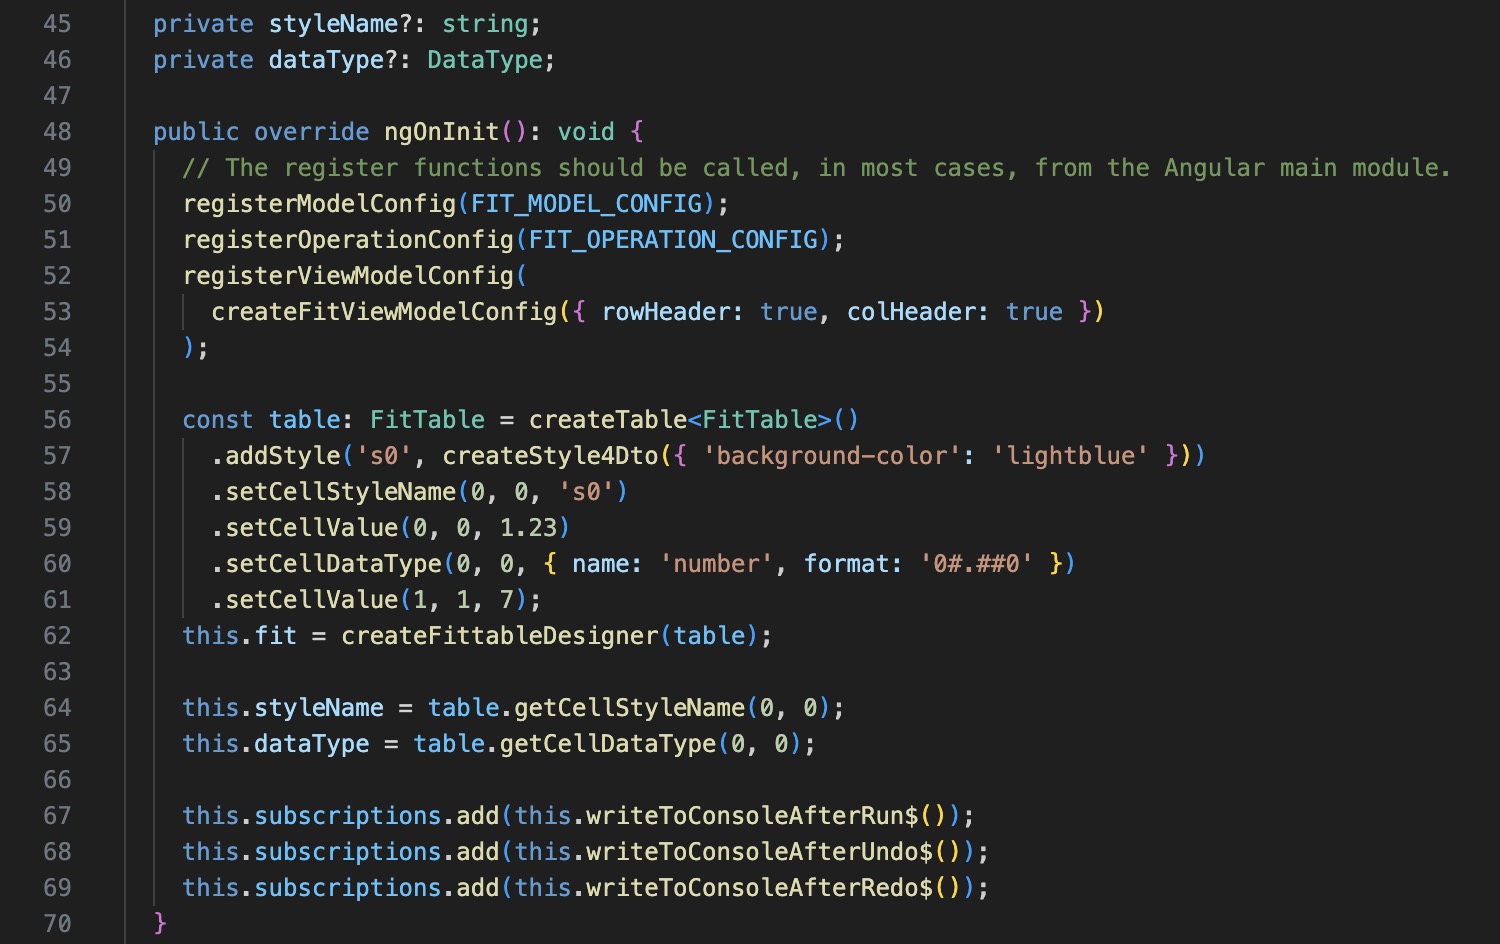 45 private styleName?: string;
46 private dataType?: DataType;
47
48 public override ngOnInit(): void {
49 // The register functions should be called, in most cases, from the Angular main module.
50 registerModelConfig(FIT_MODEL_CONFIG);
51 registerOperationConfig(FIT_OPERATION_CONFIG);
52 registerViewModelConfig(
53 createFitViewModelConfig({ rowHeader: true, colHeader: true })
54 );
55
56 const table: FitTable = createTable<FitTable>()
57 .addStyle('s0', createStyle4Dto({ 'background-color': 'lightblue' }))
58 .setCellStyleName(0, 0, 's0')
59 .setCellValue(0, 0, 1.23)
60 .setCellDataType(0, 0, { name: 'number', format: '0#.##0' })
61 .setCellValue(1, 1, 7);
62 this.fit = createFittableDesigner(table);
63
64 this.styleName = table.getCellStyleName(0, 0);
65 this.dataType = table.getCellDataType(0, 0);
66
67 this.subscriptions.add(this.writeToConsoleAfterRun$());
68 this.subscriptions.add(this.writeToConsoleAfterUndo$());
69 this.subscriptions.add(this.writeToConsoleAfterRedo$());
70 }